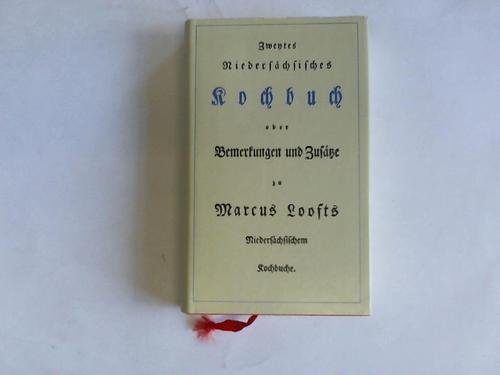 Zweytes
Niedersächsisches
Kochbuch
oder
Bemerkungen und Zusätze
zu
Marcus Loofts
Niedersächsischem
Kochbuche.